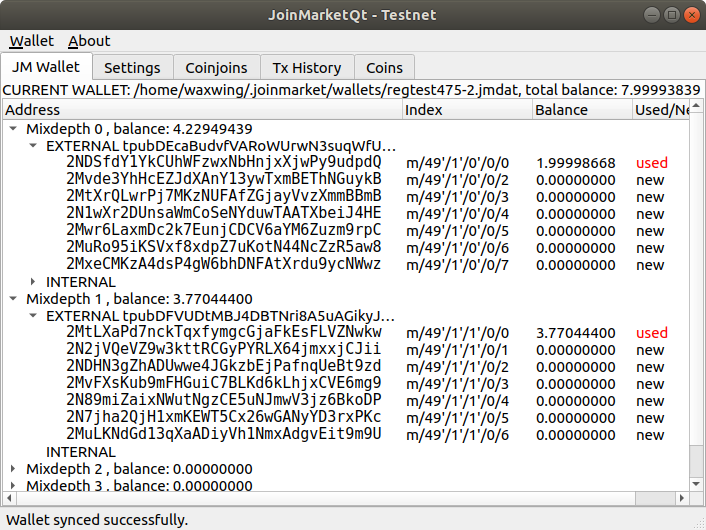 JoinMarketQt - Testnet
Wallet About
JM Wallet Settings Coinjoins Tx History Coins
CURRENT WALLET: /home/waxwing/.joinmarket/wallets/regtest475-2.jmdat, total balance: 7.99993839
Address Index Balance Used/Ne
Mixdepth 0 , balance: 4.22949439
EXTERNAL tpubDEcaBudvfVARoWUrwN3suqWfU...
2NDSfdY1YkCUhWFzwxNbHnjxXjwPy9udpdQ m/49'/1'/0'/0/0 1.99998668 used
2Mvde3YhHcEZJdXAnY13ywTxmBEThNGuykB m/49'/1'/0'/0/2 0.00000000 new
2MtXrQLwrPj7MKzNUFAfZGjayVvzXmmBBmB m/49'/1'/0'/0/3 0.00000000 new
2N1wXr2DUnsaWmCoSeNYduwTAATXbeiJ4HE m/49'/1'/0'/0/4 0.00000000 new
2Mwr6LaxmDc2k7EunjCDCV6aYM6Zuzm9rpC m/49'/1'/0'/0/5 0.00000000 new
2MuRo95iKSVxf8xdpZ7uKotN44NcZzR5aw8 m/49'/1'/0'/0/6 0.00000000 new
2MxeCMKzA4dsP4gW6bhDNFAtXrdu9ycNWwz m/49'/1'/0'/0/7 0.00000000 new
INTERNAL
Mixdepth 1 , balance: 3.77044400
EXTERNAL tpubDFVUDtMBJ4DBTNri8A5uAGikyJ...
2MtLXaPd7nckTqxfymgcGjaFkEsFLVZNwkw m/49'/1'/1'/0/0 3.77044400 used
2N2jVQeVZ9w3kttRCGyPYRLX64jmxxjCJii m/49'/1'/1'/0/1 0.00000000 new
2NDHN3gZhADUwwe4JGkzbEjPafnqUeBt9zd m/49'/1'/1'/0/2 0.00000000 new
2MvFXsKub9mFHGuiC7BLKd6kLhjxCVE6mg9 m/49'/1'/1'/0/3 0.00000000 new
2N89miZaixNWutNgzCE5uNJmwV3jz6BkoDP m/49'/1'/1'/0/4 0.00000000 new
2N7jha2QjH1xmKEWT5Cx26wGANyYD3rxPKc m/49'/1'/1'/0/5 0.00000000 new
2MuLKNdGd13qXaADiyVh1NmxAdgvEit9m9U m/49'/1'/1'/0/6 0.00000000 new
INTERNAL
Mixdepth 2 , balance: 0.00000000
Mixdepth 3 , balance: 0.00000000
Wallet synced successfully.